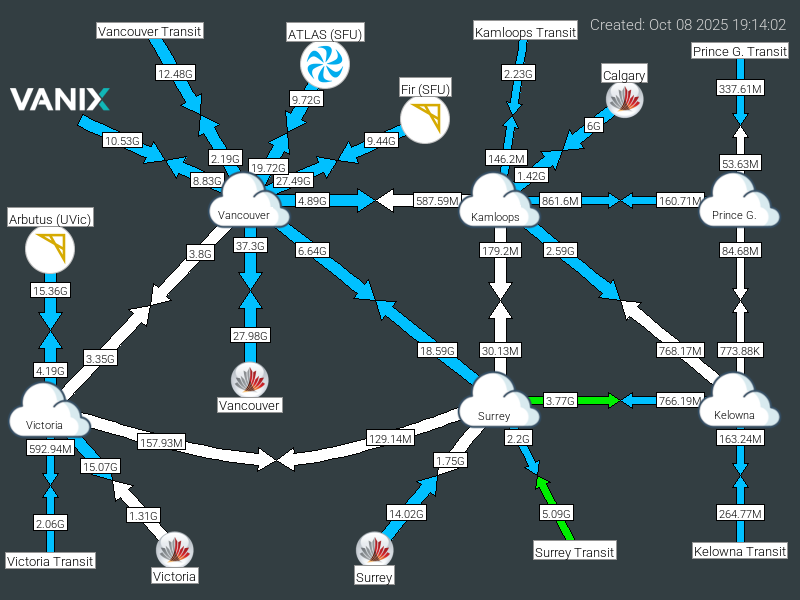 Created: Oct 08 2025 19:14:02
Vancouver Transit
ATLAS (SFU)
Kamloops Transit
Prince G. Transit
12.48G
2.23G
Calgary
Fir (SFU)
337.61M
VANIX
9.72G
6G
10.53G
9.44G
2.19G
146.2M
53.63M
19.72G
1.42G
8.83G
27.49G
4.89G
587.59M
861.6M
160.71M
Vancouver
Kamloops
Prince G.
Arbutus (UVic)
3.8G
37.3G
6.64G
179.2M
2.59G
84.68M
15.36G
27.98G
3.35G
18.59G
30.13M
768.17M
773.88K
4.19G
Vancouver
3.77G
766.19M
Victoria
Surrey
Kelowna
592.94M
157.93M
129.14M
2.2G
163.24M
15.07G
1.75G
2.06G
1.31G
14.02G
5.09G
264.77M
Victoria Transit
Victoria
Surrey
Surrey Transit
Kelowna Transit